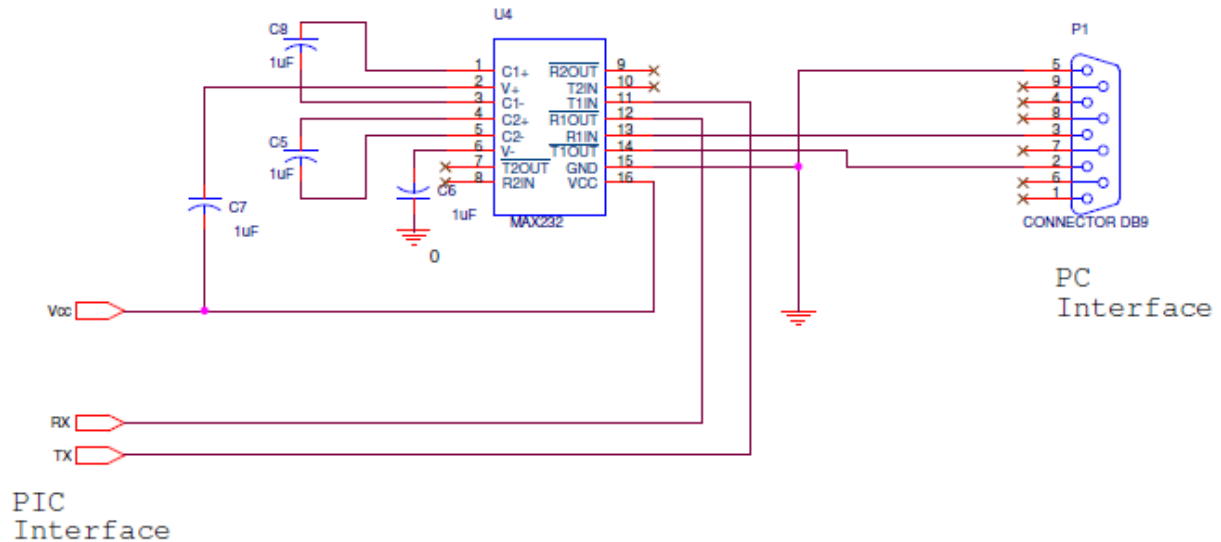 U4
P1
C8
1uF
1 C1+
2 V+
3 C1-
4 C2+
5 C2-
6 V-
7 T2OUT
8 R2IN
R2OUT 9
T2IN 10
T1IN 11
R1OUT 12
R1IN 13
T1OUT 14
GND 15
VCC 16
MAX232
5
9
4
8
3
7
2
6
1
CONNECTOR DB9
C5
1uF
C6
1uF
0
C7
1uF
PC
Interface
Vcc
RX
TX
PIC
Interface